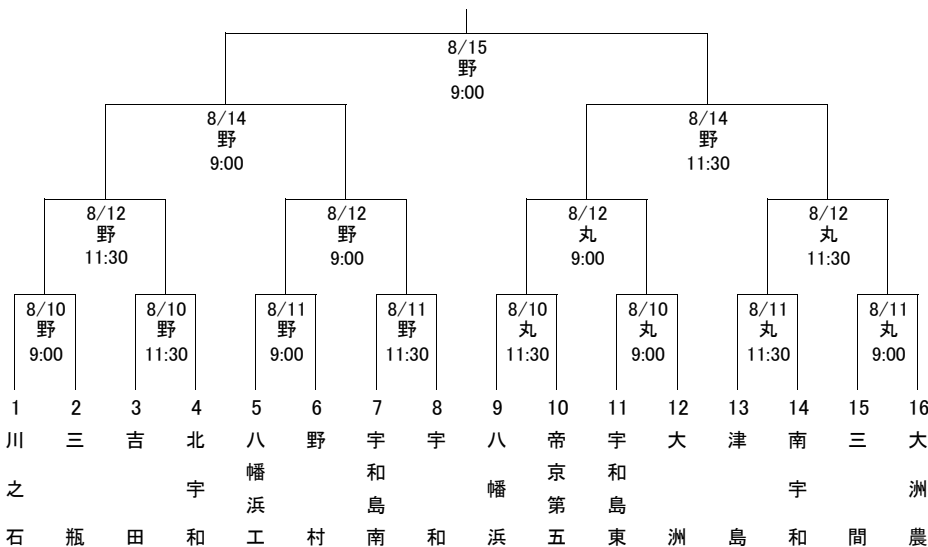 8/15
野
9:00
8/14
野
9:00
8/14
野
11:30
8/12
野
11:30
8/12
野
9:00
8/12
丸
9:00
8/12
丸
11:30
8/10
野
9:00
8/10
野
11:30
8/11
野
9:00
8/11
野
11:30
8/10
丸
11:30
8/10
丸
9:00
8/11
丸
11:30
8/11
丸
9:00
1 2 3 4 5 6 7 8 9 10 11 12 13 14 15 16
川之石
三瓶
吉田
北宇和
八幡浜工
野村
宇和島南
宇和
八幡浜
帝京第五
宇和島東
大洲
津島
南宇和
三間
大洲農